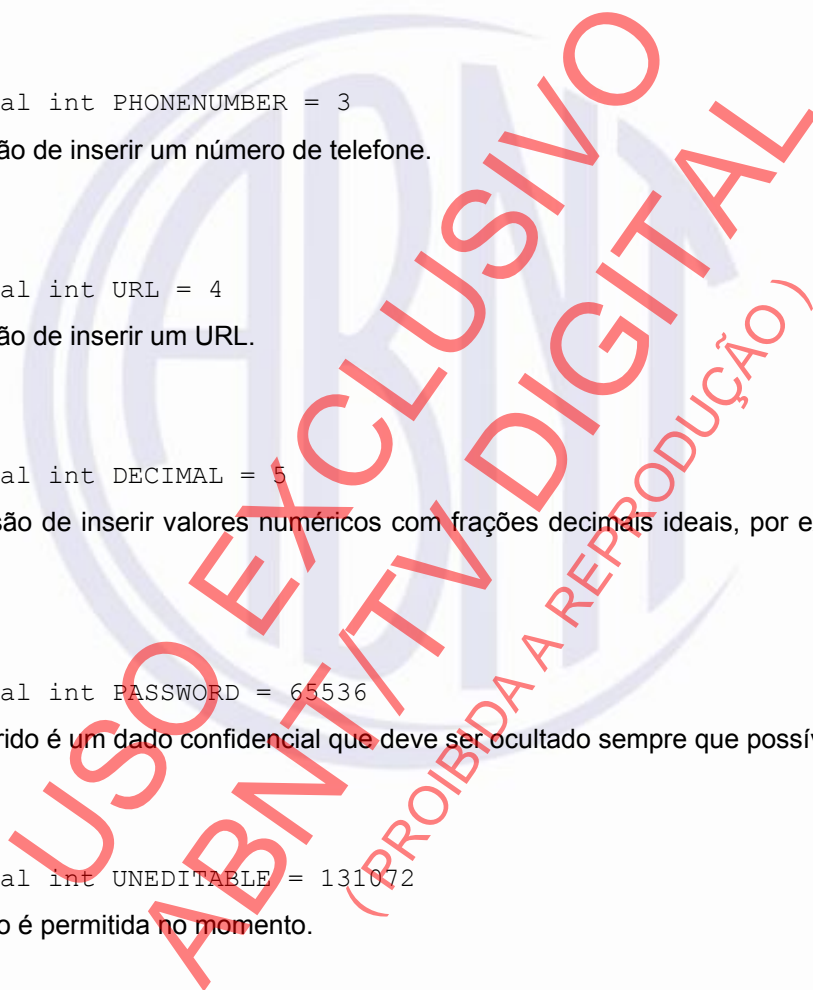 al int PHONENUMBER = 3
ão de inserir um número de telefone.
al int URL = 4
ão de inserir um URL.
al int DECIMAL = 5
são de inserir valores numéricos com frações decimais ideais, por e
al int PASSWORD = 65536
rido é um dado confidencial que deve ser ocultado sempre que possív
al int UNEDITABLE = 131072
o é permitida no momento.
USO EXCLUSIVO
ABNT/TV DIGITAL
( PROIBIDA A REPRODUÇÃO )
ABNT